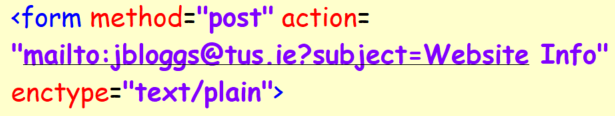 <form method="post" action=
"mailto:jbloggs@tus.ie?subject=Website Info"
enctype="text/plain">